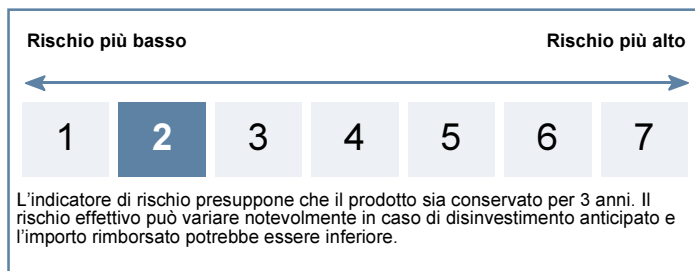 Rischio più basso Rischio più alto
1 2 3 4 5 6 7
L'indicatore di rischio presuppone che il prodotto sia conservato per 3 anni. Il
rischio effettivo può variare notevolmente in caso di disinvestimento anticipato e
l'importo rimborsato potrebbe essere inferiore.